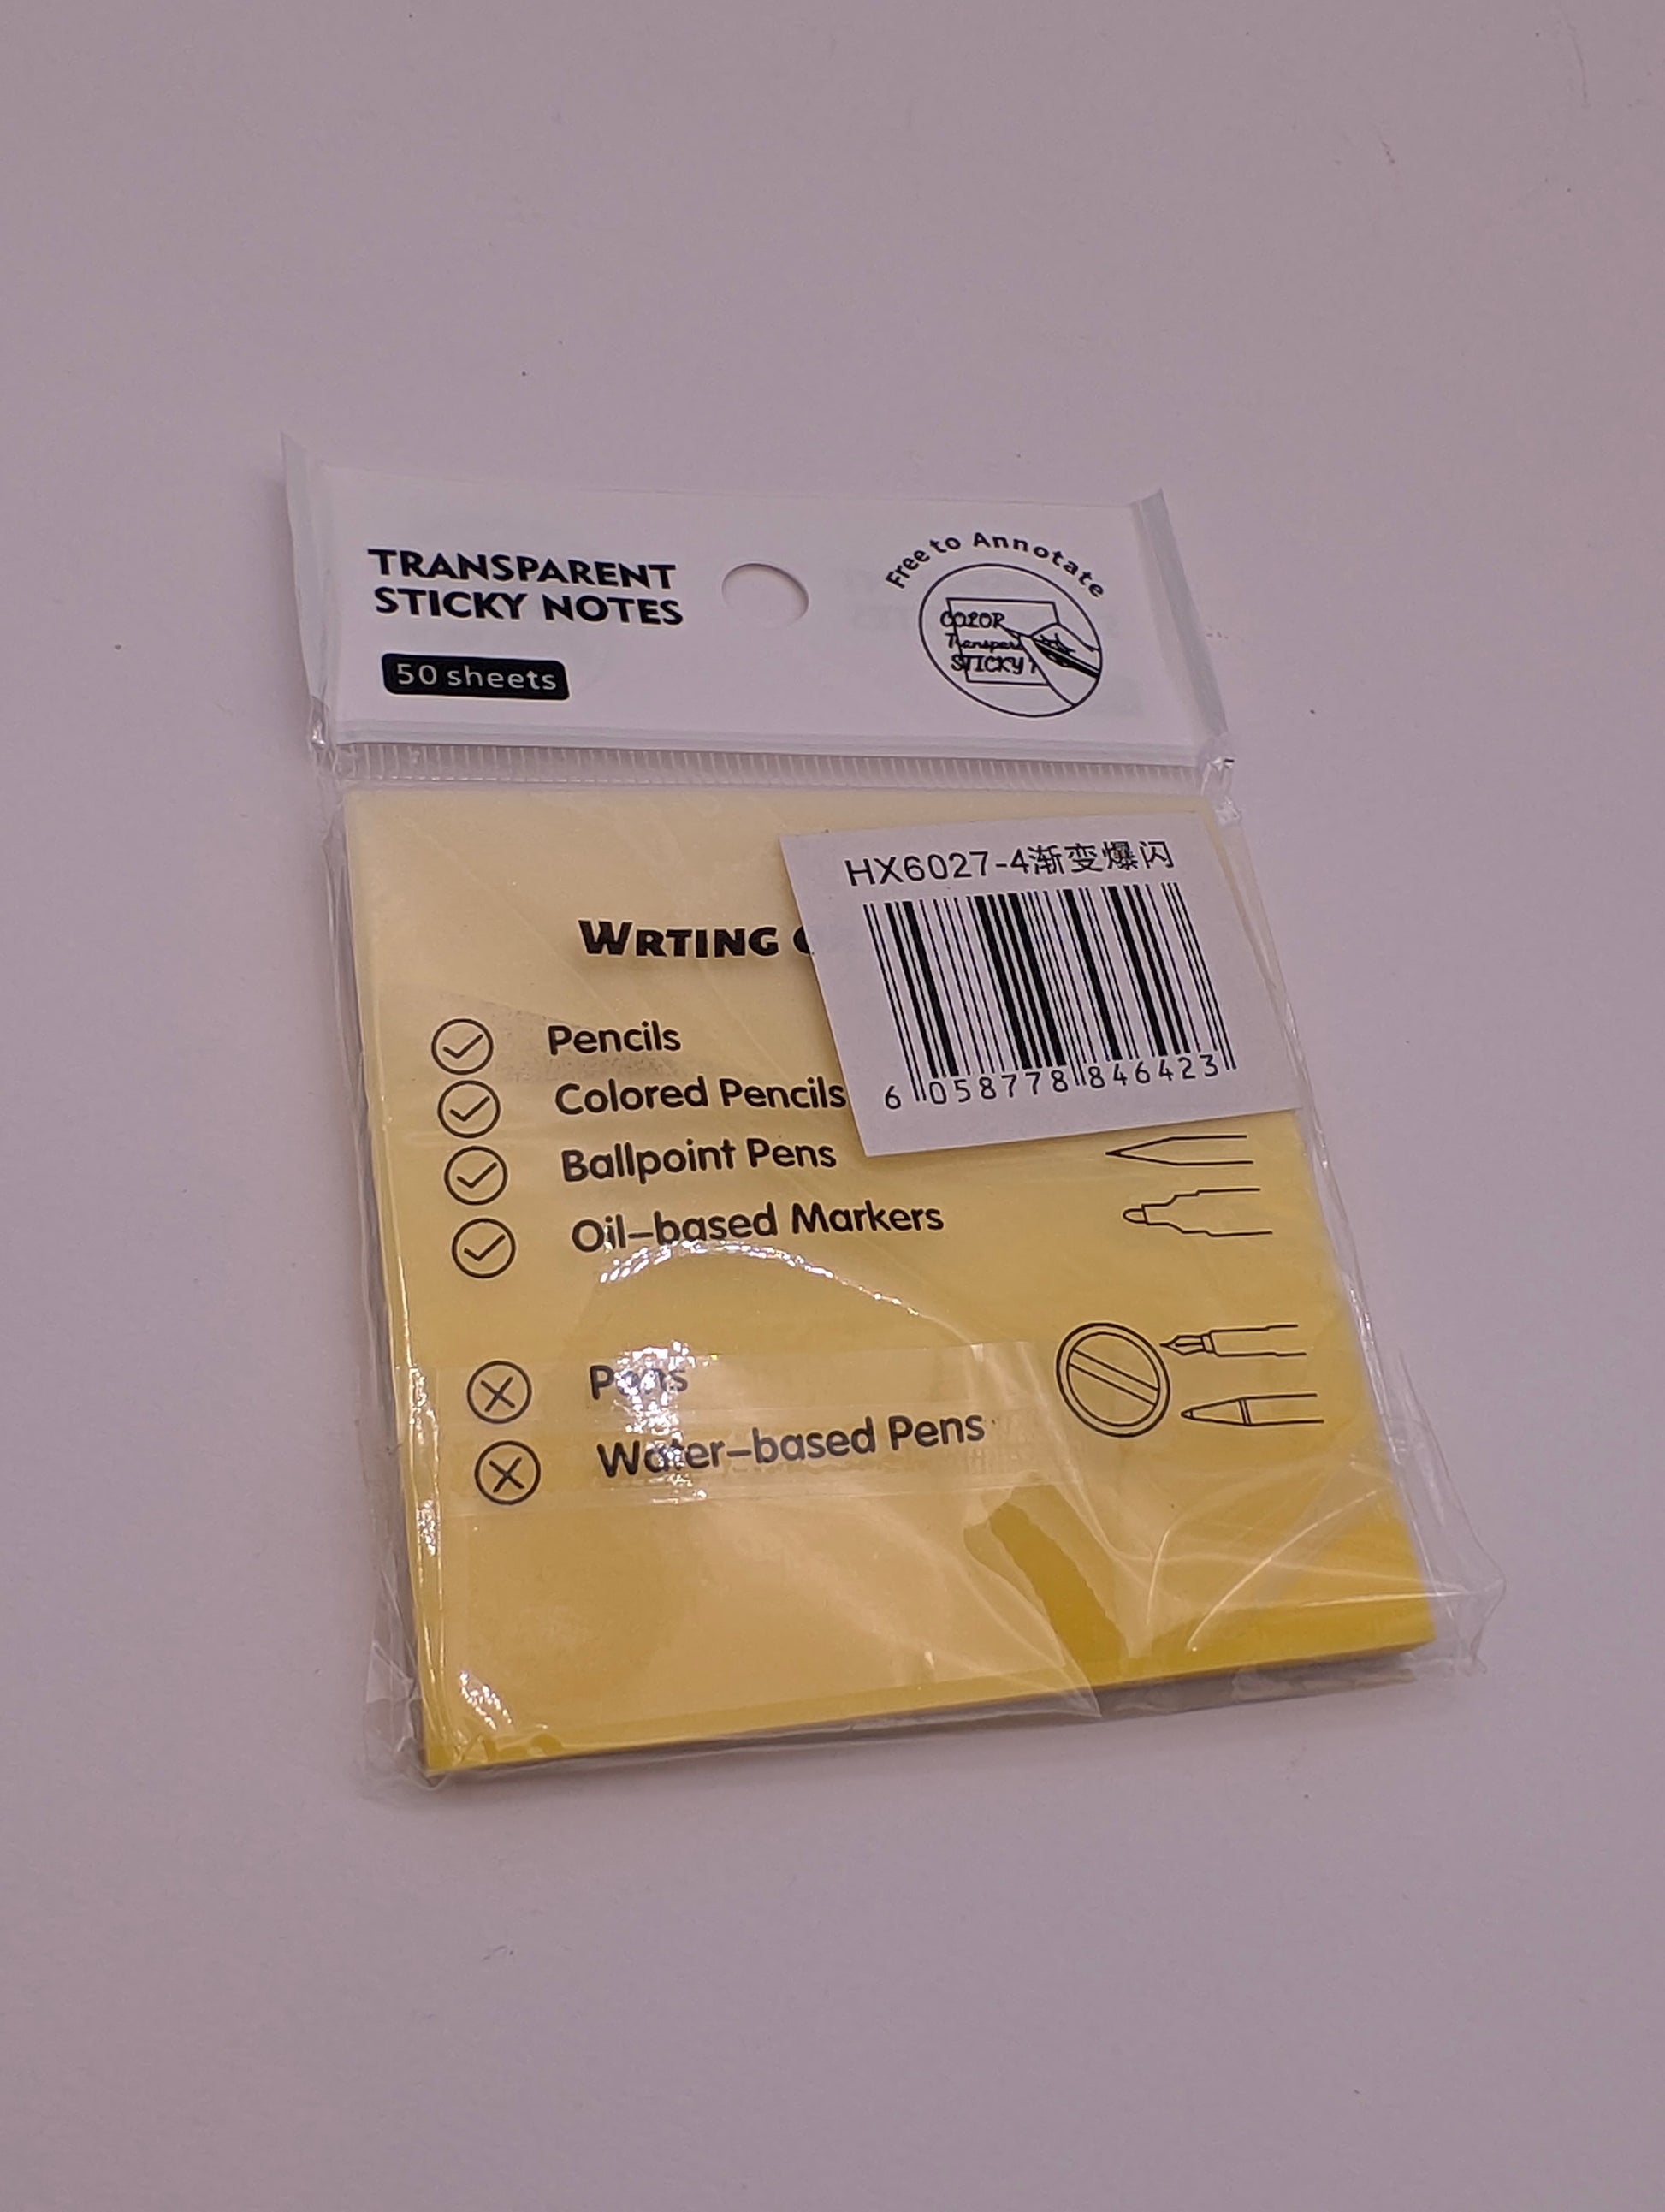 TRANSPARENT
STICKY NOTES
50 sheets
Free to Annotate
COLOR
STICKY
HX6027-4渐变爆闪
6 058778 846423
WRTING
Pencils
Colored Pencils
Ballpoint Pens
Oil-based Markers
Pens
Water-based Pens